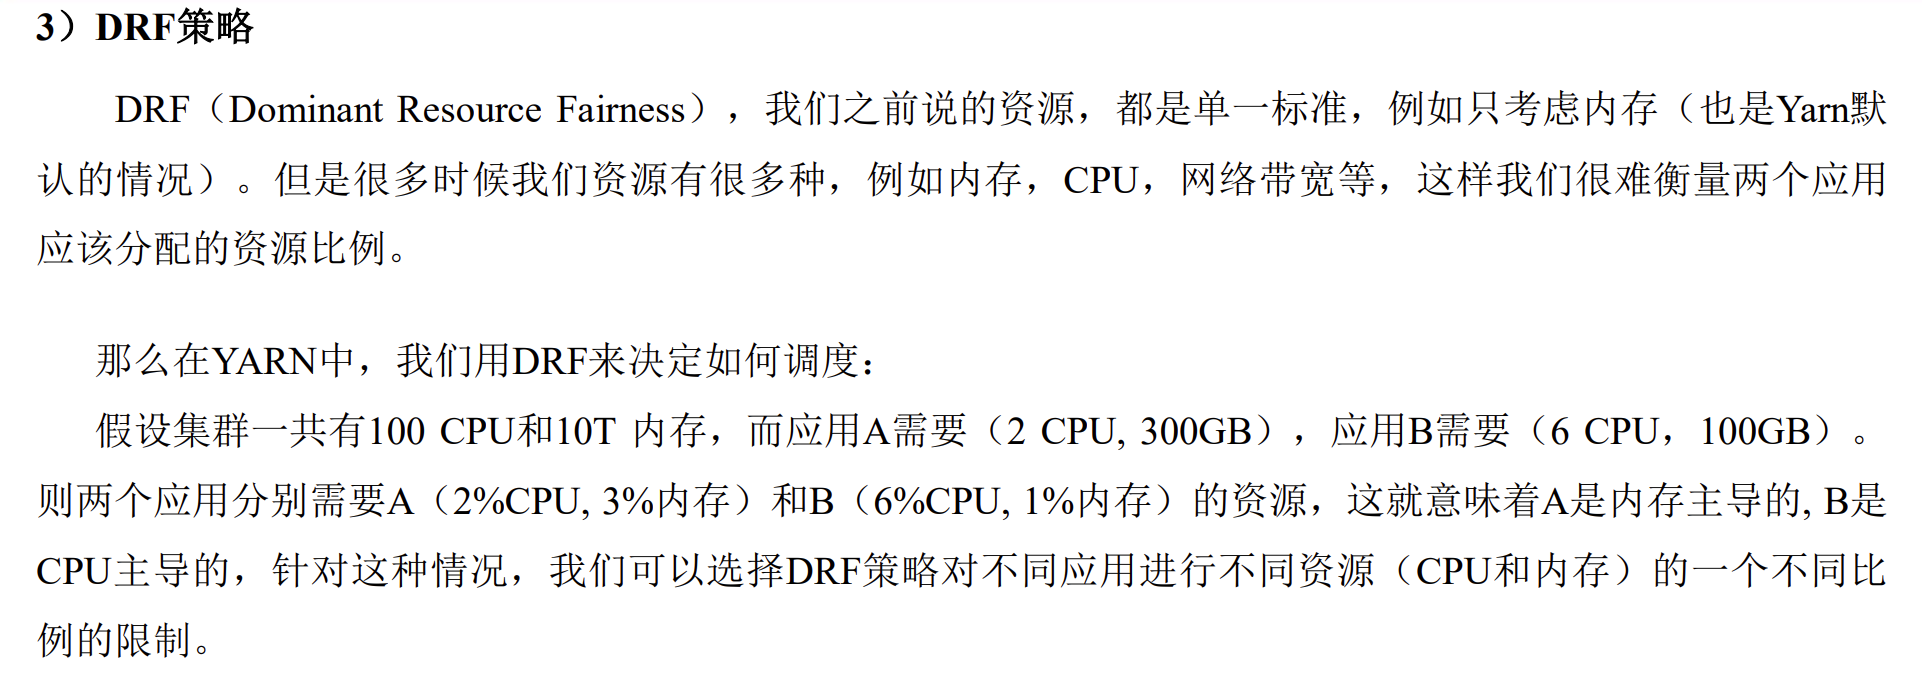 3）DRF策略
DRF（Dominant Resource Fairness），我们之前说的资源，都是单一标准，例如只考虑内存（也是Yarn默
认的情况）。但是很多时候我们资源有很多种，例如内存，CPU，网络带宽等，这样我们很难衡量两个应用
应该分配的资源比例。
那么在YARN中，我们用DRF来决定如何调度：
假设集群一共有100 CPU和10T 内存，而应用A需要（2 CPU, 300GB），应用B需要（6 CPU，100GB）。
则两个应用分别需要A（2%CPU, 3%内存）和B（6%CPU, 1%内存）的资源，这就意味着A是内存主导的, B是
CPU主导的，针对这种情况，我们可以选择DRF策略对不同应用进行不同资源（CPU和内存）的一个不同比
例的限制。